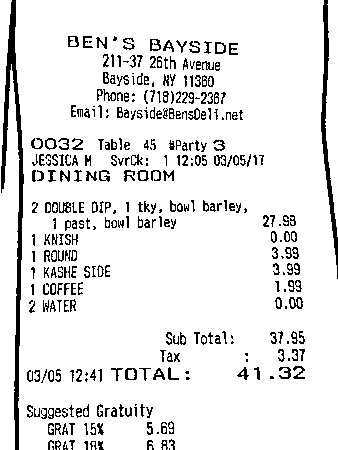 BEN'S BAYSIDE
211-37 26th Avenue
Bayside, NY 11360
Phone: (718)229-2367
Email: Bayside@BensDeli.net
0032 Table 45 #Party 3
JESSICA M SvrCk: 1 12:05 03/05/17
DINING ROOM
2 DOUBLE DIP, 1 tky, bowl barley,
1 past, bowl barley 27.98
1 KNISH 0.00
1 ROUND 3.99
1 KASHE SIDE 3.99
1 COFFEE 1.99
2 WATER 0.00
Sub Total: 37.95
Tax : 3.37
03/05 12:41 TOTAL: 41.32
Suggested Gratuity
GRAT 15% 5.69
GRAT 18% 6.83